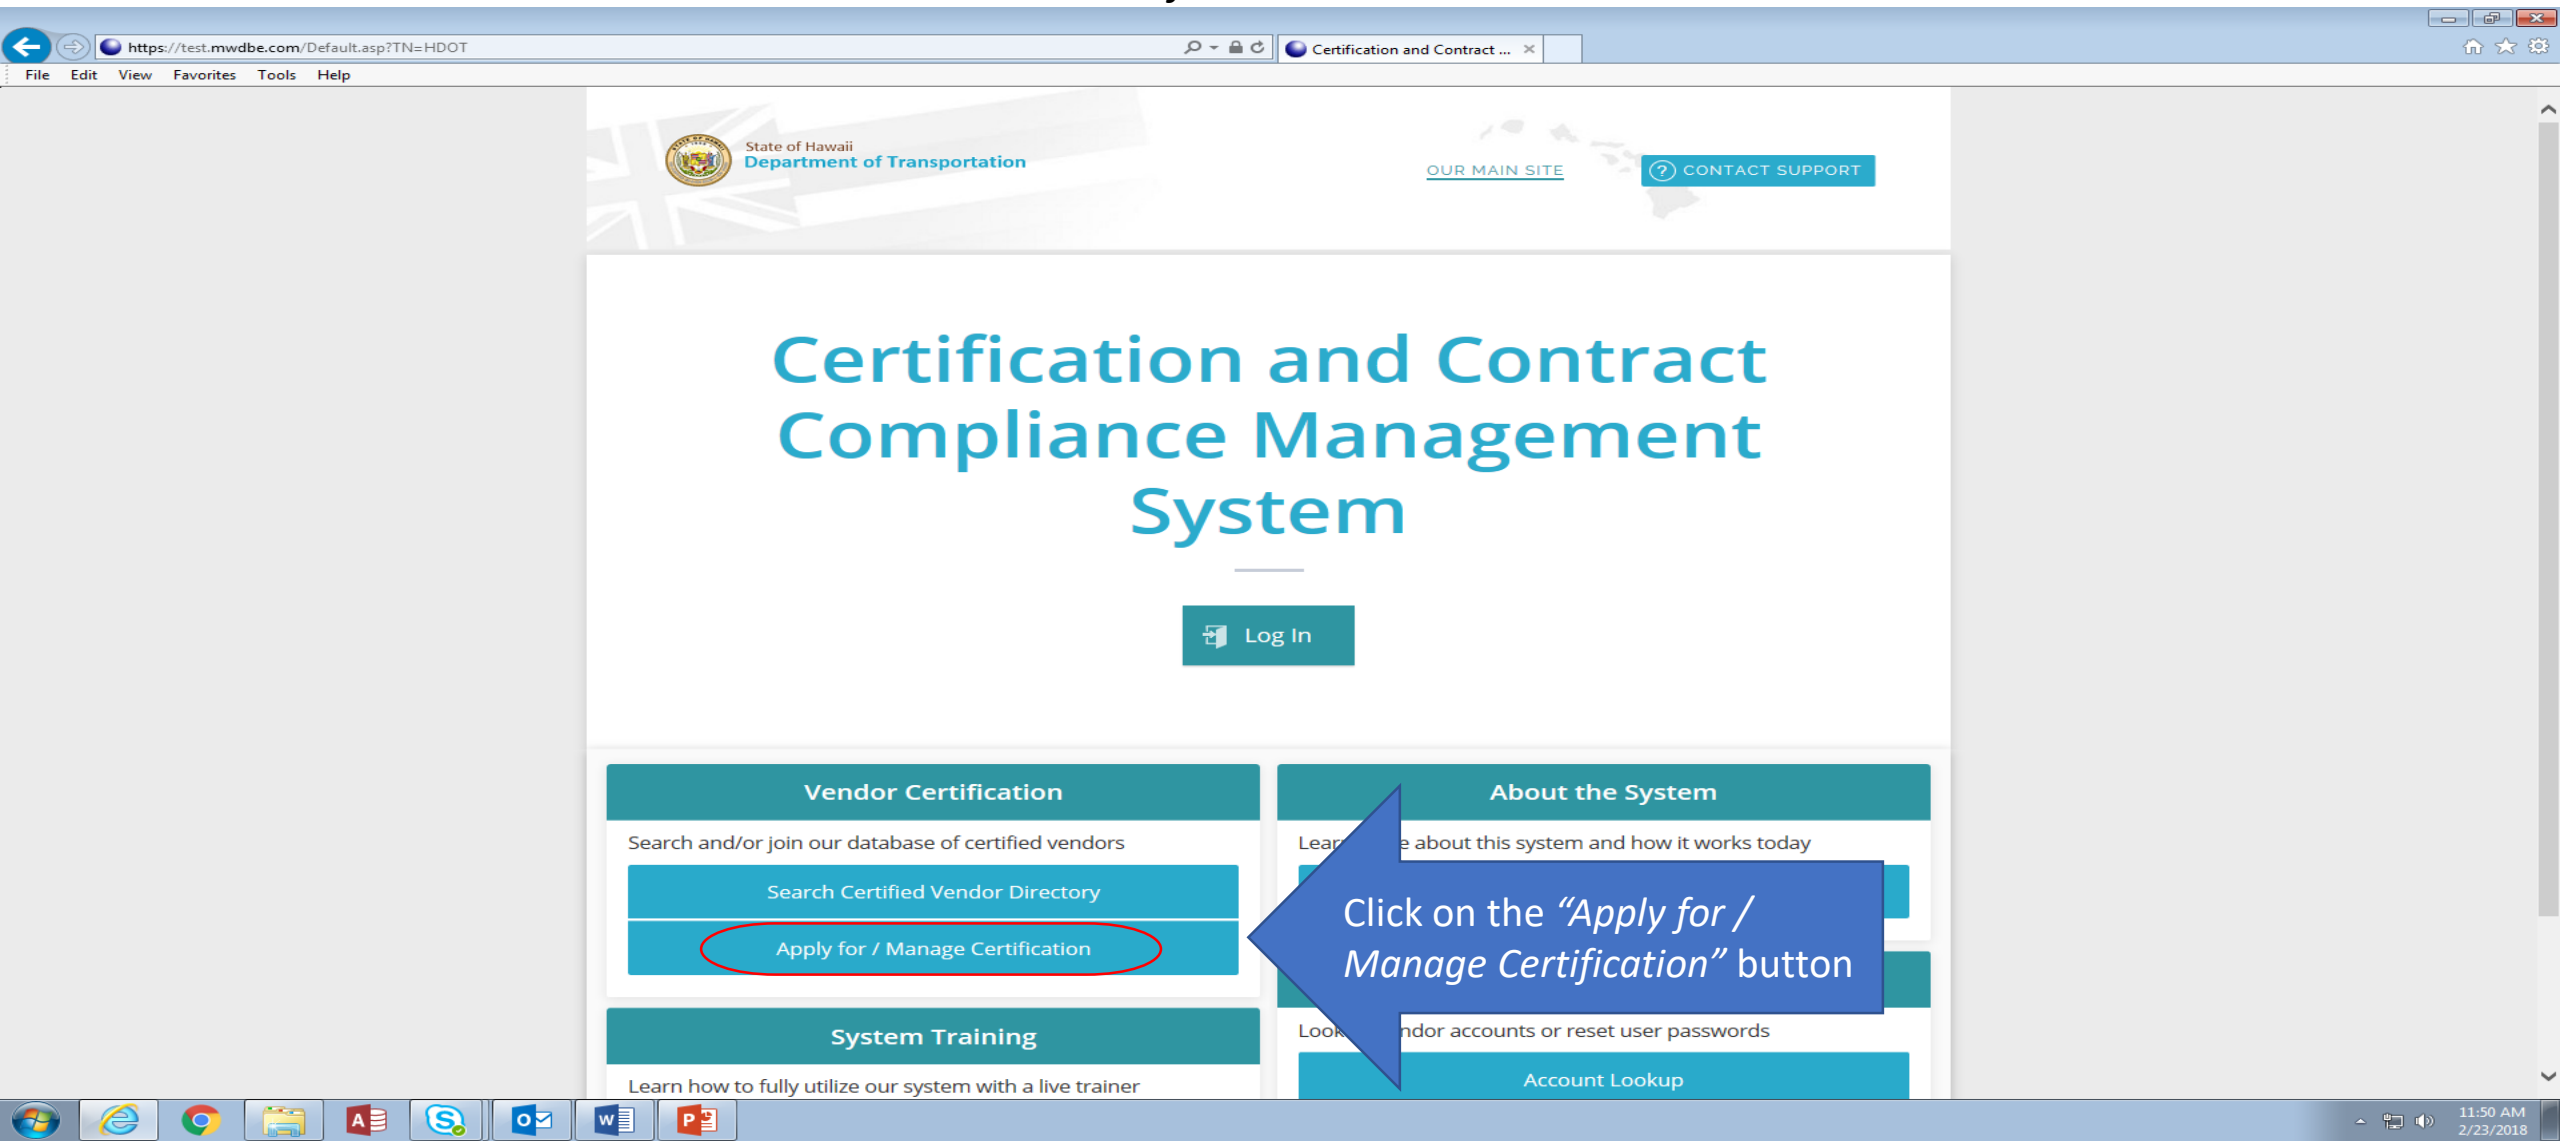 https://test.mwdbe.com/Default.asp?TN=HDOT
Certification and Contract ...
File Edit View Favorites Tools Help
State of Hawaii
Department of Transportation
OUR MAIN SITE
? CONTACT SUPPORT
Certification and Contract
Compliance Management
System
Log In
Vendor Certification
Search and/or join our database of certified vendors
Search Certified Vendor Directory
Apply for / Manage Certification
System Training
Learn how to fully utilize our system with a live trainer
About the System
about this system and how it works today
Click on the “Apply for /
Manage Certification” button
accounts or reset user passwords
Account Lookup
11:50 AM
2/23/2018